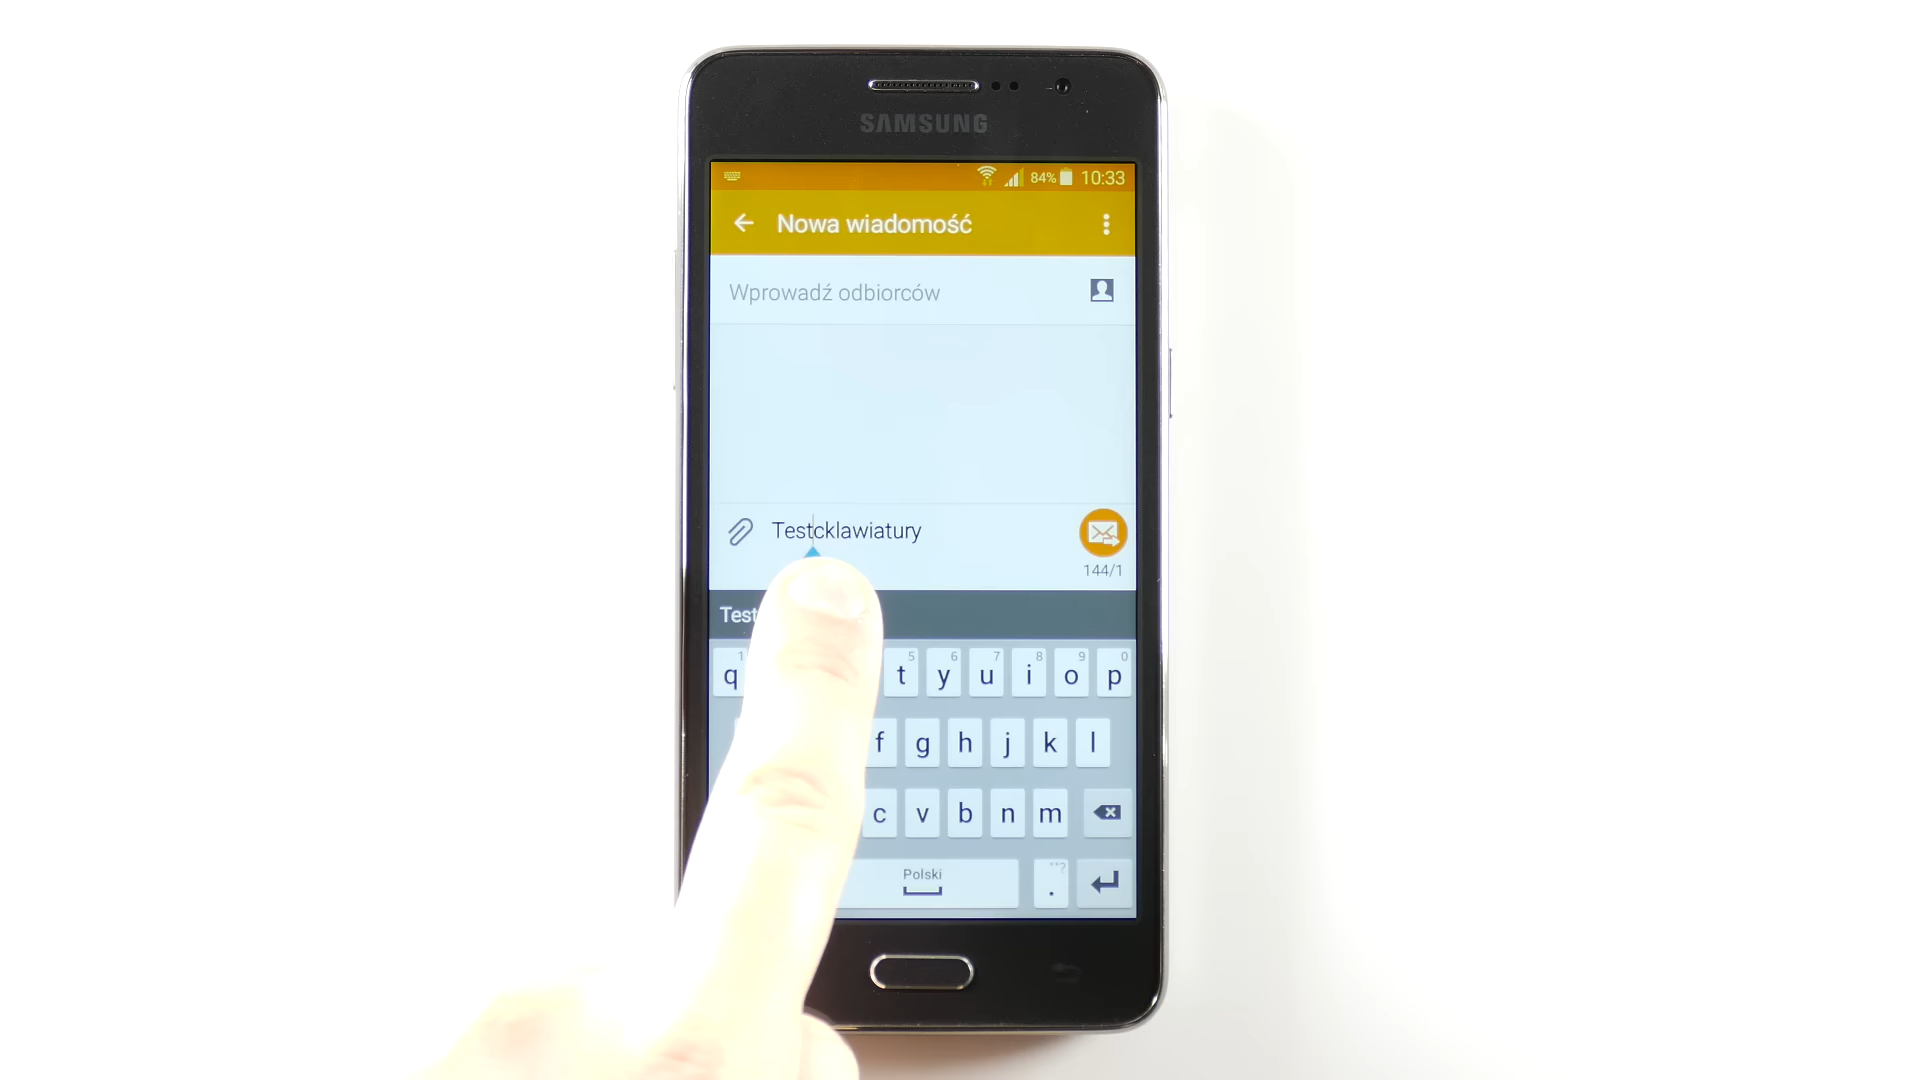 SAMSUNG
84% 10:33
Nowa wiadomość
Wprowadź odbiorców
Testcklawiatury
144/1
Test
1 5 6 7 8 9 0
q t y u i o p
f g h j k l
c v b n m
Polski . ,"?